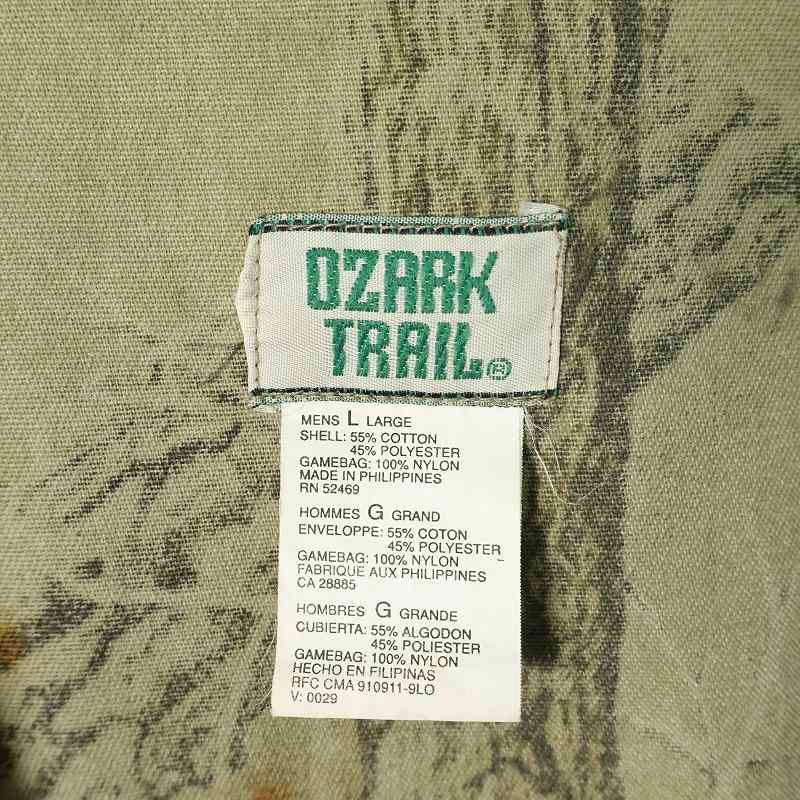 OZARK
TRAIL®
MENS L LARGE
SHELL: 55% COTTON
45% POLYESTER
GAMEBAG: 100% NYLON
MADE IN PHILIPPINES
RN 52469
HOMMES G GRAND
ENVELOPPE: 55% COTON
45% POLYESTER
GAMEBAG: 100% NYLON
FABRIQUE AUX PHILIPPINES
CA 28885
HOMBRES G GRANDE
CUBIERTA: 55% ALGODON
45% POLIESTER
GAMEBAG: 100% NYLON
HECHO EN FILIPINAS
RFC CMA 910911-9LO
V: 0029